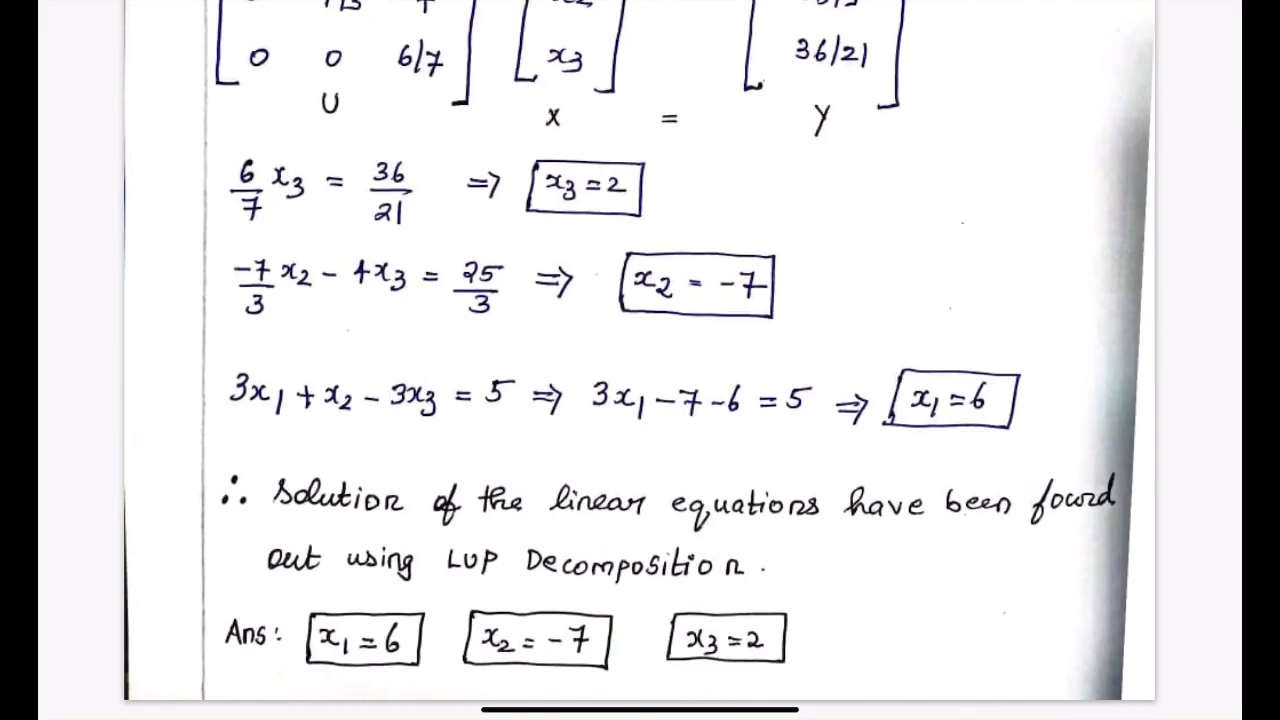 0 0 6/7 x3 36/21
U X = Y
6/7 x3 = 36/21 => x3 = 2
-7/3 x2 - 4x3 = 25/3 => x2 = -7
3x1 + x2 - 3x3 = 5 => 3x1 - 7 - 6 = 5 => x1 = 6
∴ Solution of the linear equations have been found
out using LUP Decomposition.
Ans: x1 = 6 x2 = -7 x3 = 2